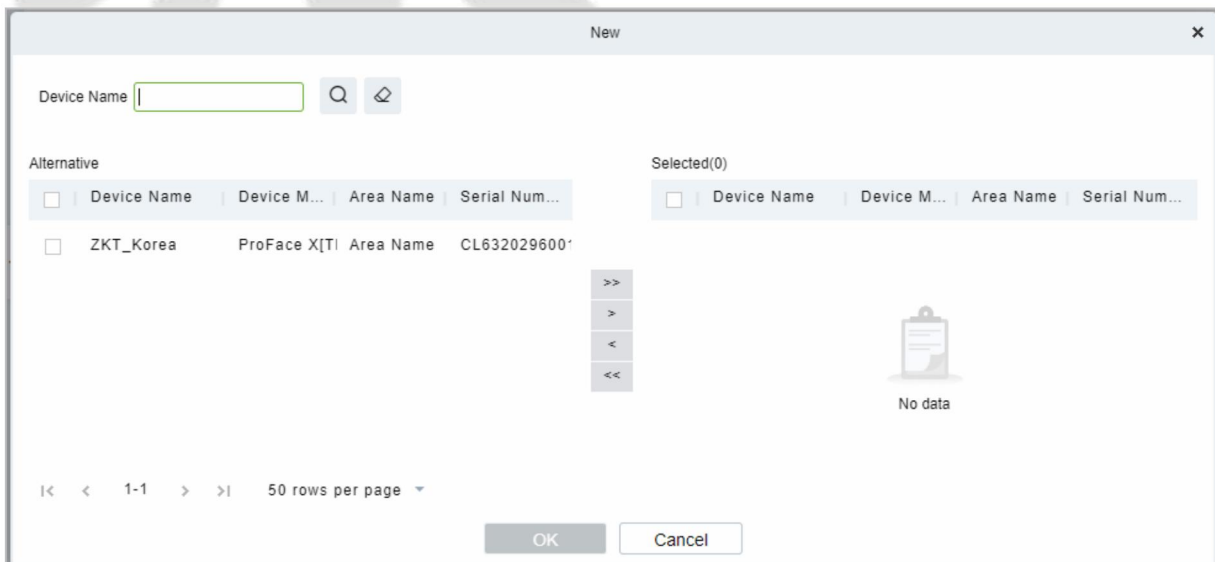 New
Device Name
Alternative
Selected(0)
Device Name Device M... Area Name Serial Num...
Device Name Device M... Area Name Serial Num...
ZKT_Korea ProFace X[TI Area Name CL6320296001
>>
>
<
<<
No data
1-1 50 rows per page
OK Cancel